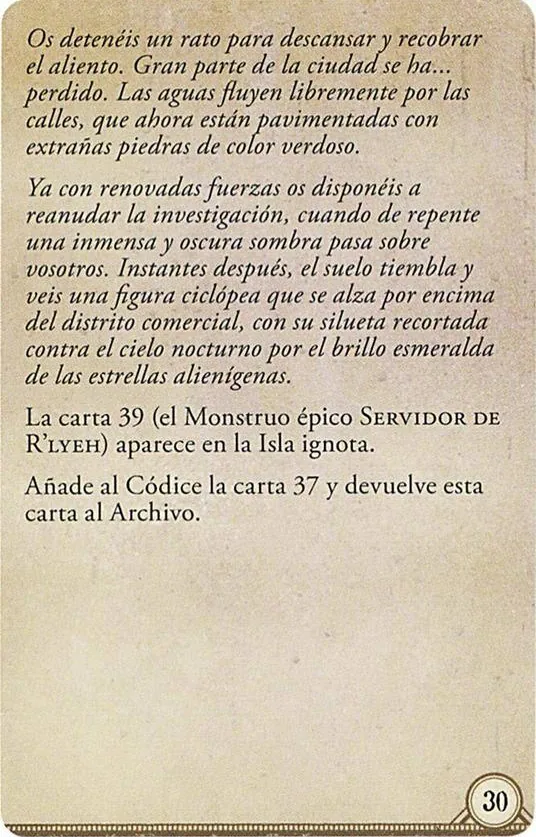 Os detenéis un rato para descansar y recobrar
el aliento. Gran parte de la ciudad se ha...
perdido. Las aguas fluyen libremente por las
calles, que ahora están pavimentadas con
extrañas piedras de color verdoso.
Ya con renovadas fuerzas os disponéis a
reanudar la investigación, cuando de repente
una inmensa y oscura sombra pasa sobre
vosotros. Instantes después, el suelo tiembla y
veis una figura ciclópea que se alza por encima
del distrito comercial, con su silueta recortada
contra el cielo nocturno por el brillo esmeralda
de las estrellas alienígenas.
La carta 39 (el Monstruo épico SERVIDOR DE
R'LYEH) aparece en la Isla ignota.
Añade al Códice la carta 37 y devuelve esta
carta al Archivo.
30